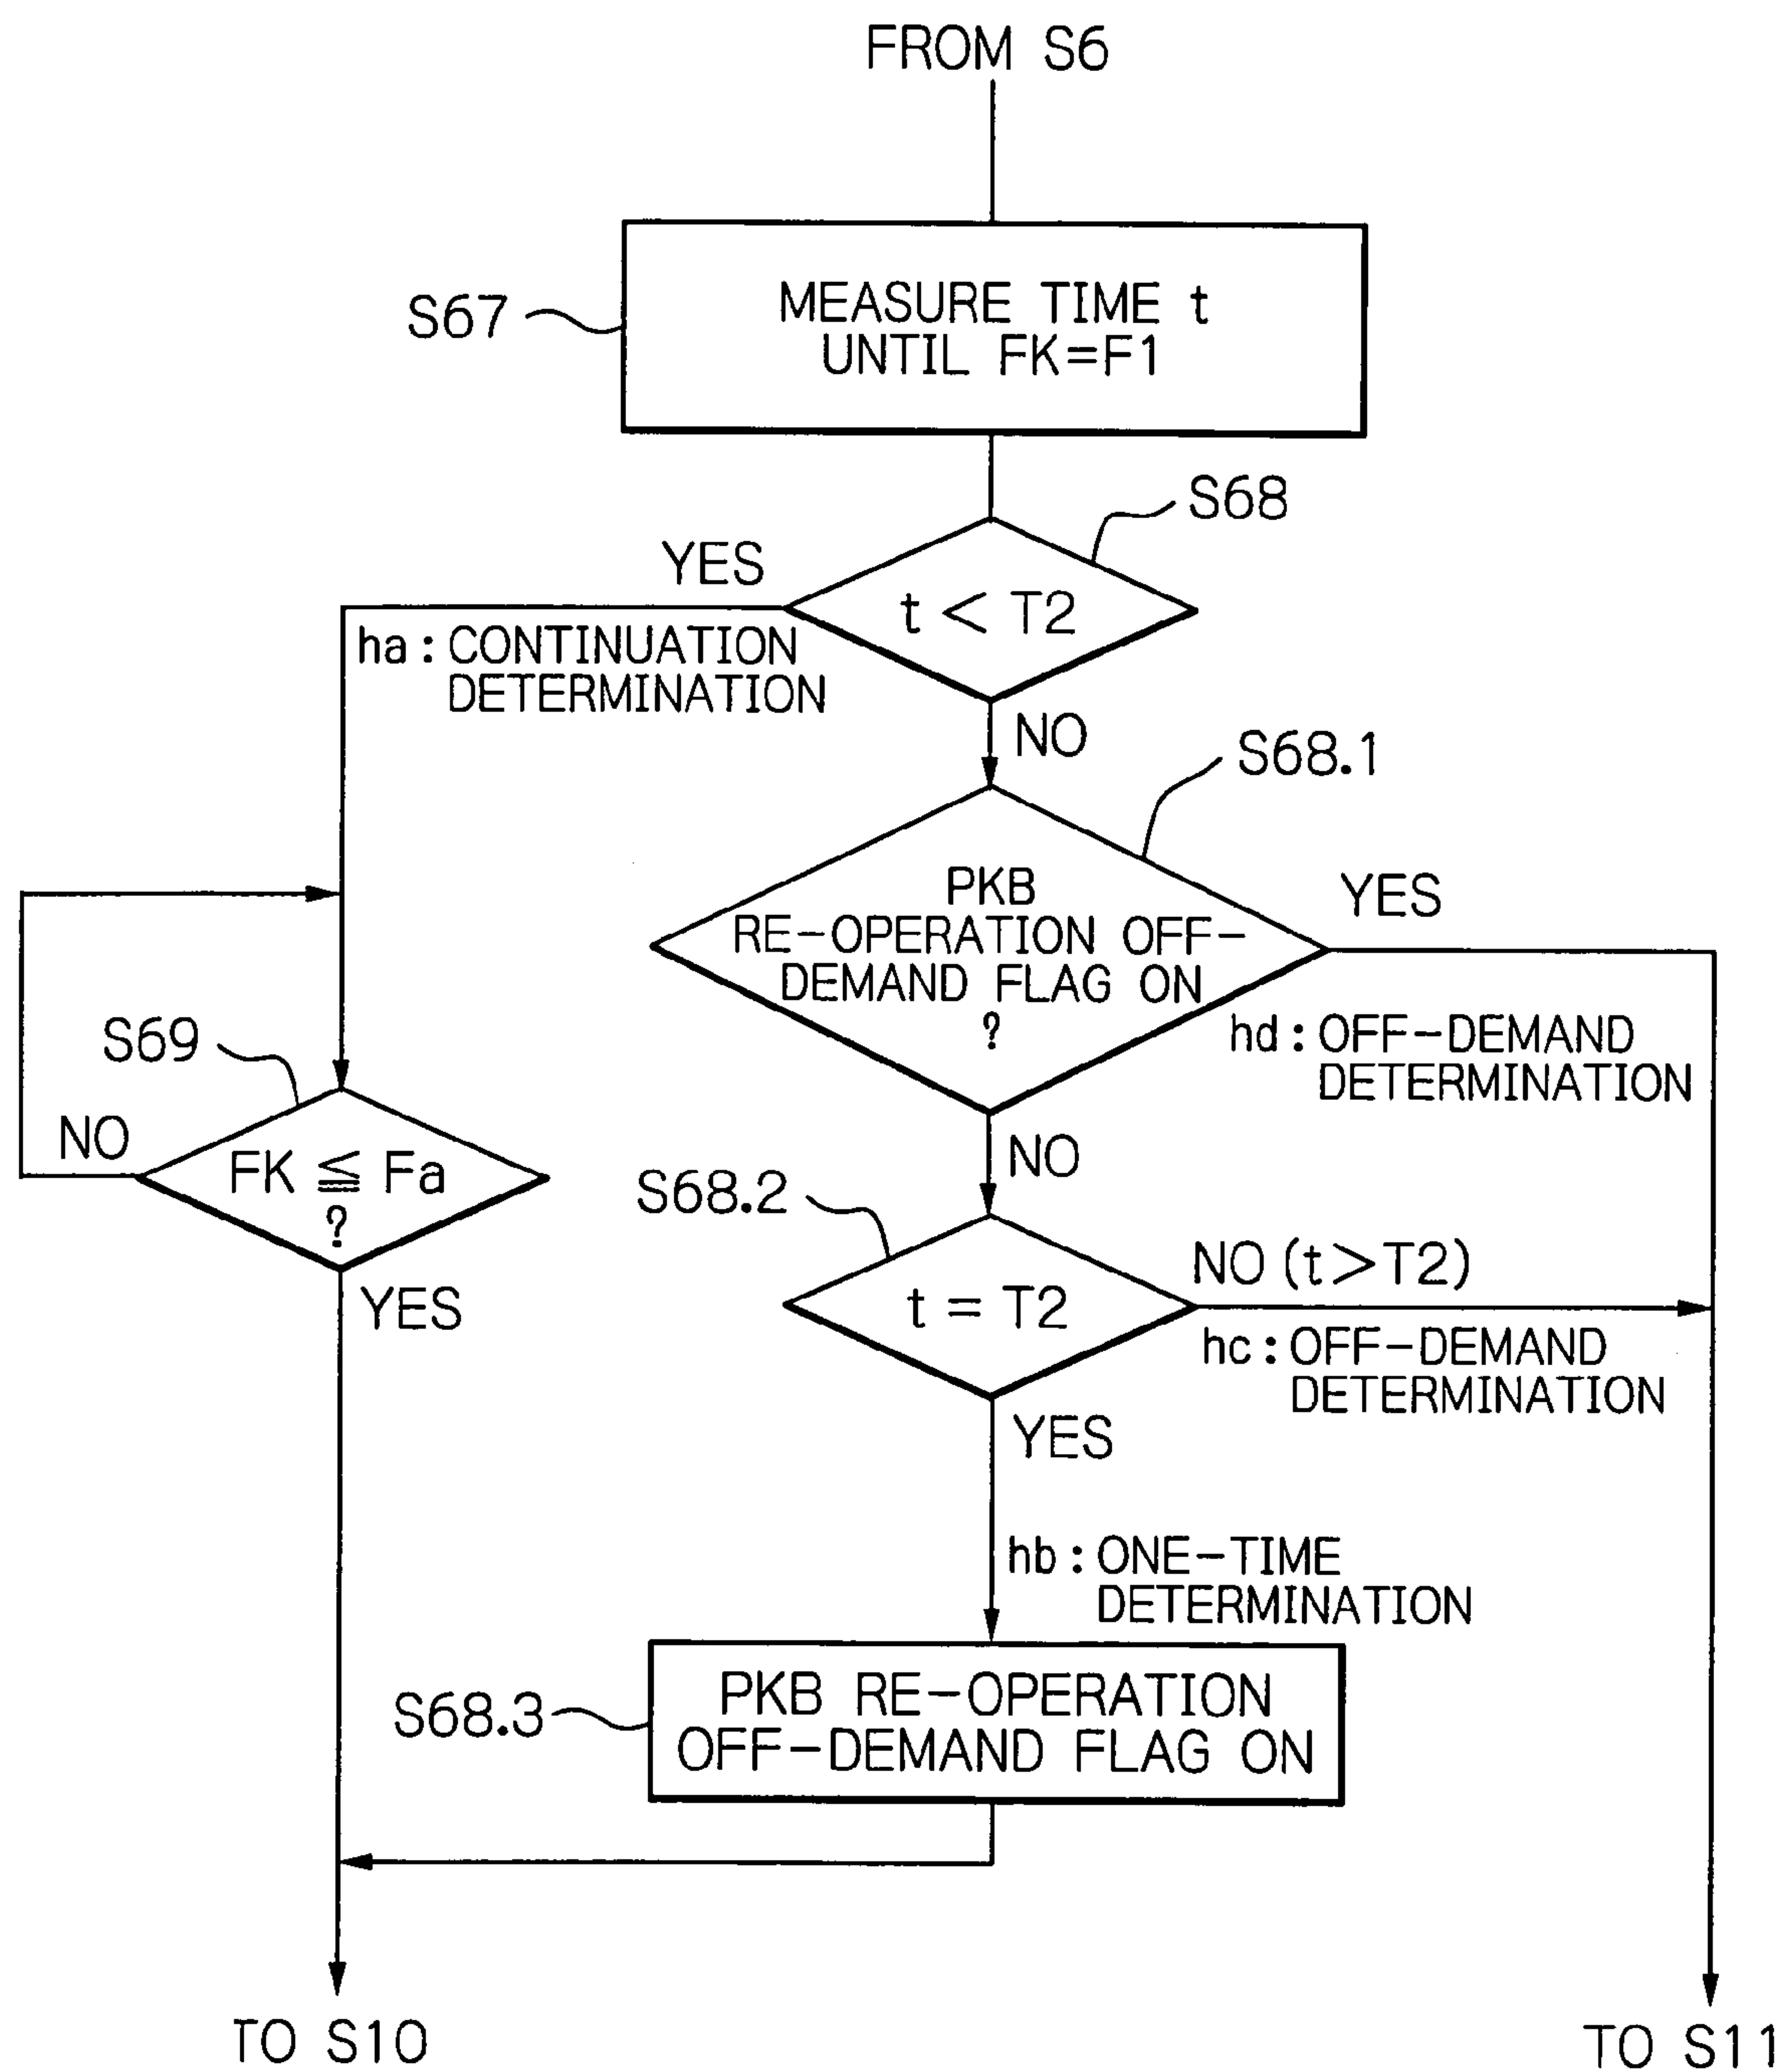 FROM S6
S67
MEASURE TIME t
UNTIL FK=F1
S68
YES
t < T2
ha : CONTINUATION
DETERMINATION
NO
S68.1
PKB
RE-OPERATION OFF-
DEMAND FLAG ON
?
YES
hd : OFF-DEMAND
DETERMINATION
S69
NO
FK ≦ Fa
?
YES
NO
S68.2
t = T2
NO (t>T2)
hc : OFF-DEMAND
DETERMINATION
YES
hb : ONE-TIME
DETERMINATION
S68.3
PKB RE-OPERATION
OFF-DEMAND FLAG ON
TO S10
TO S11